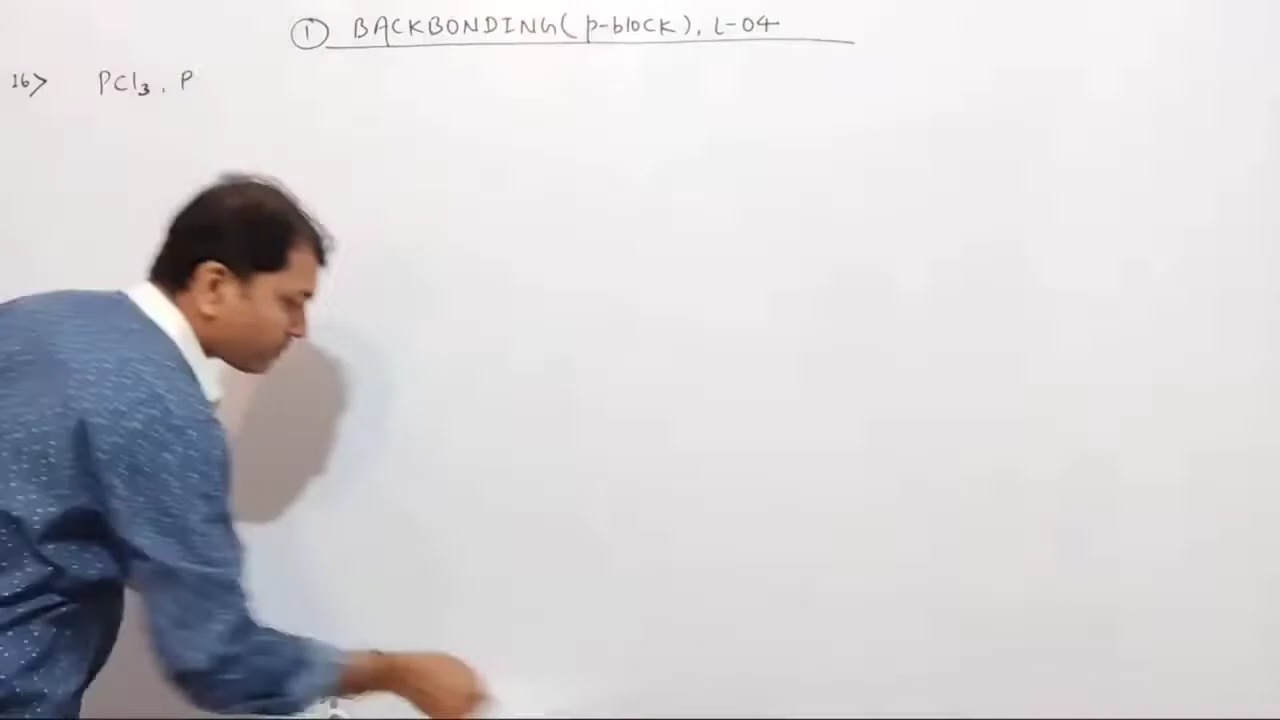 ① BACKBONDING(p-block), L-04
16> PCl₃, P